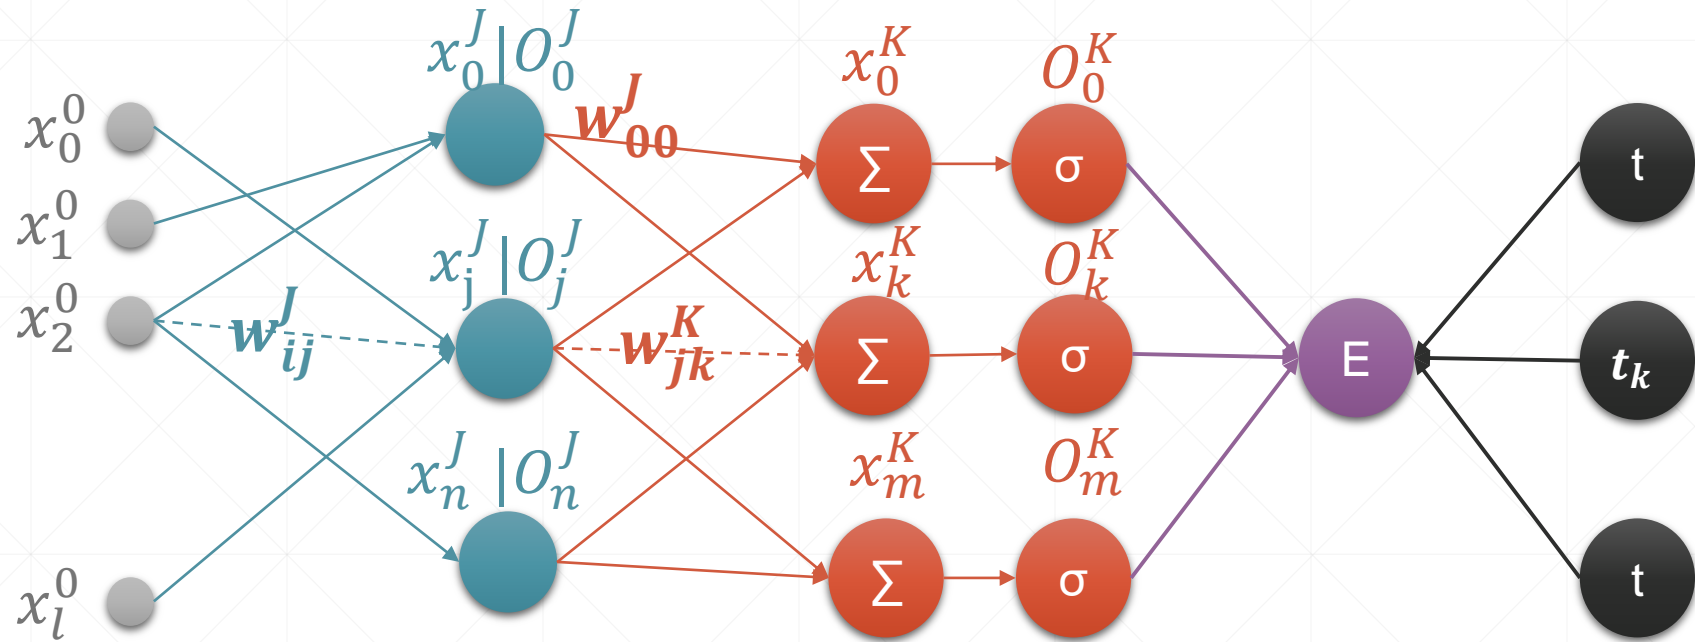 x_0^J | O_0^J
x_0^K
O_0^K
x_0^0
w_00^J
∑
σ
t
x_1^0
x_j^J | O_j^J
x_k^K
O_k^K
x_2^0
w_ij^J
w_jk^K
∑
σ
E
t_k
x_n^J | O_n^J
x_m^K
O_m^K
x_l^0
∑
σ
t